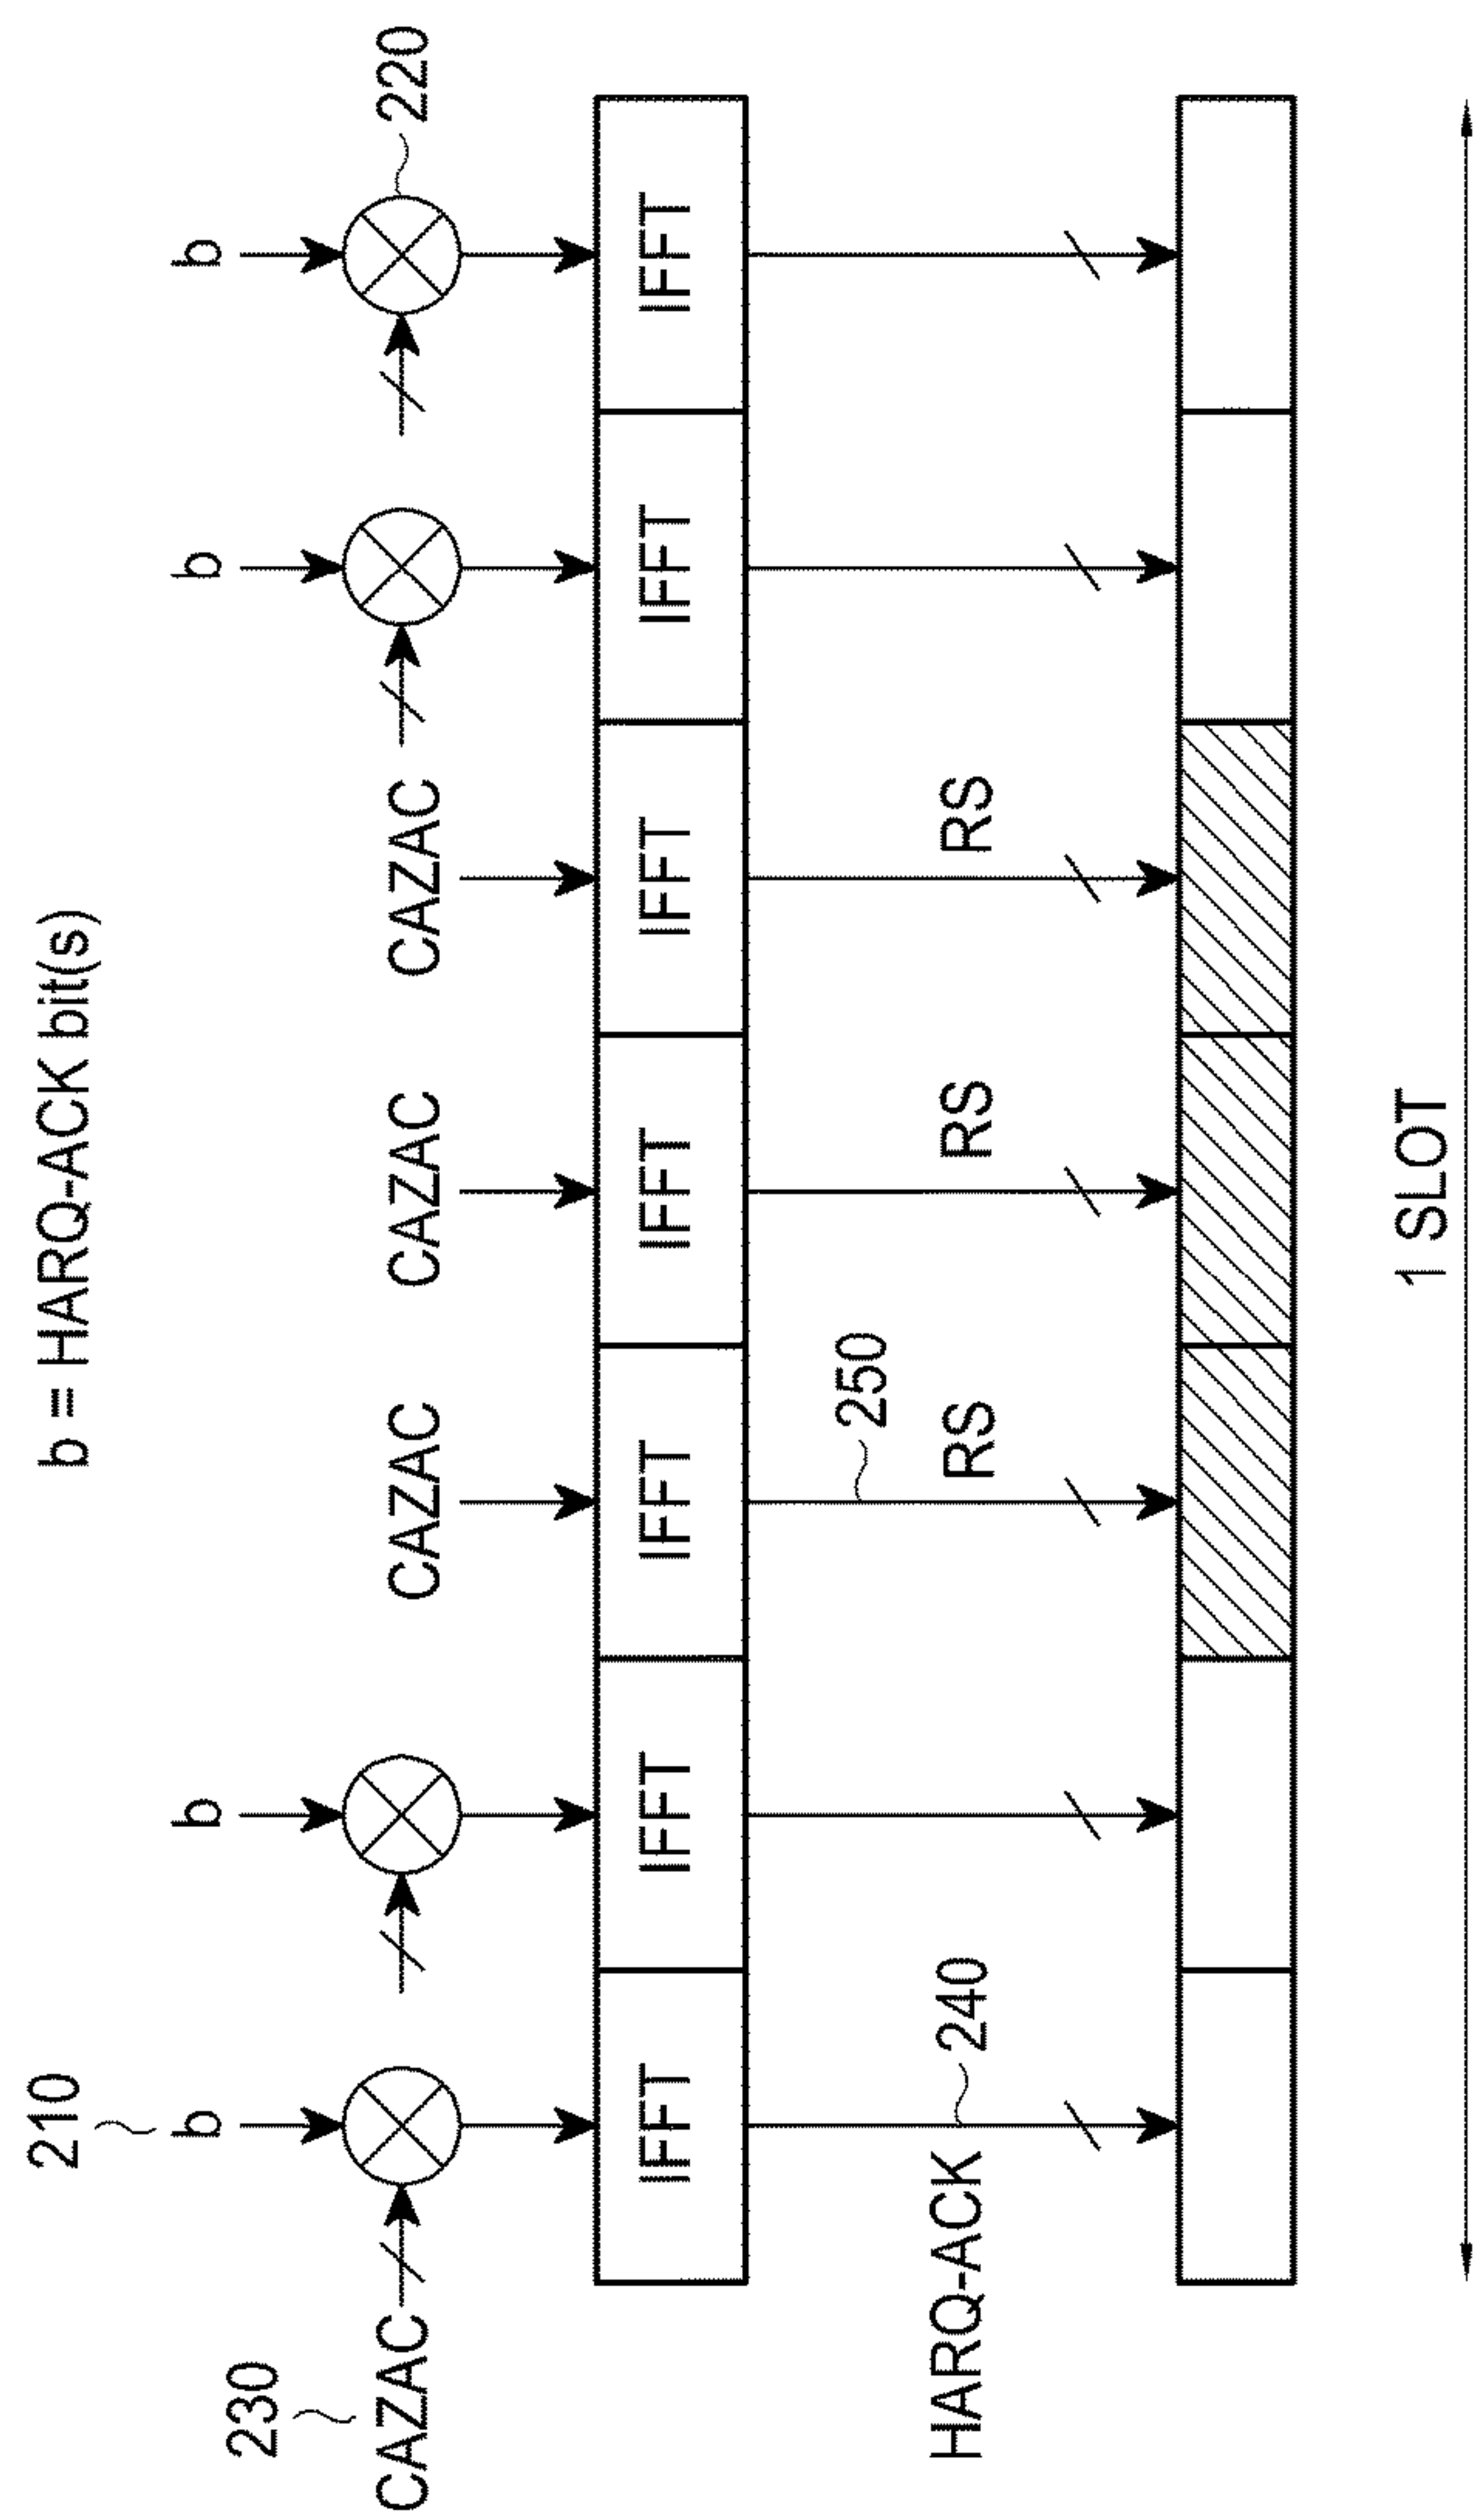 b = HARQ-ACK bit(s)
210
b b b b
230
220
CAZAC CAZAC CAZAC CAZAC
IFFT IFFT IFFT IFFT IFFT IFFT IFFT
250
HARQ-ACK 240 RS RS RS
1 SLOT